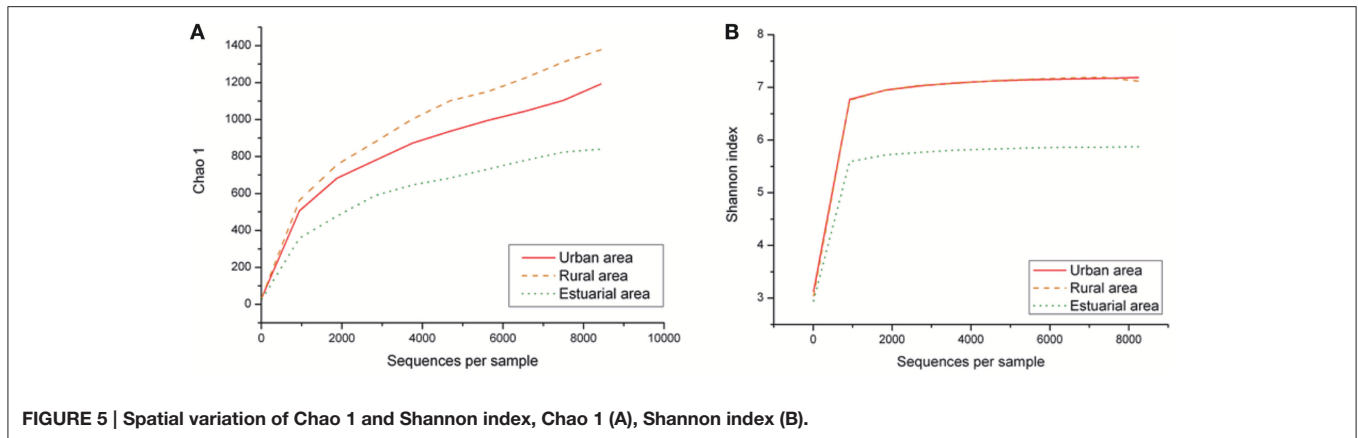 A
1400
1200
1000
800
600
400
200
0
Chao 1
0 2000 4000 6000 8000 10000
Sequences per sample
Urban area
Rural area
Estuarial area
B
8
7
6
5
4
3
Shannon index
0 2000 4000 6000 8000
Sequences per sample
Urban area
Rural area
Estuarial area
FIGURE 5 | Spatial variation of Chao 1 and Shannon index, Chao 1 (A), Shannon index (B).